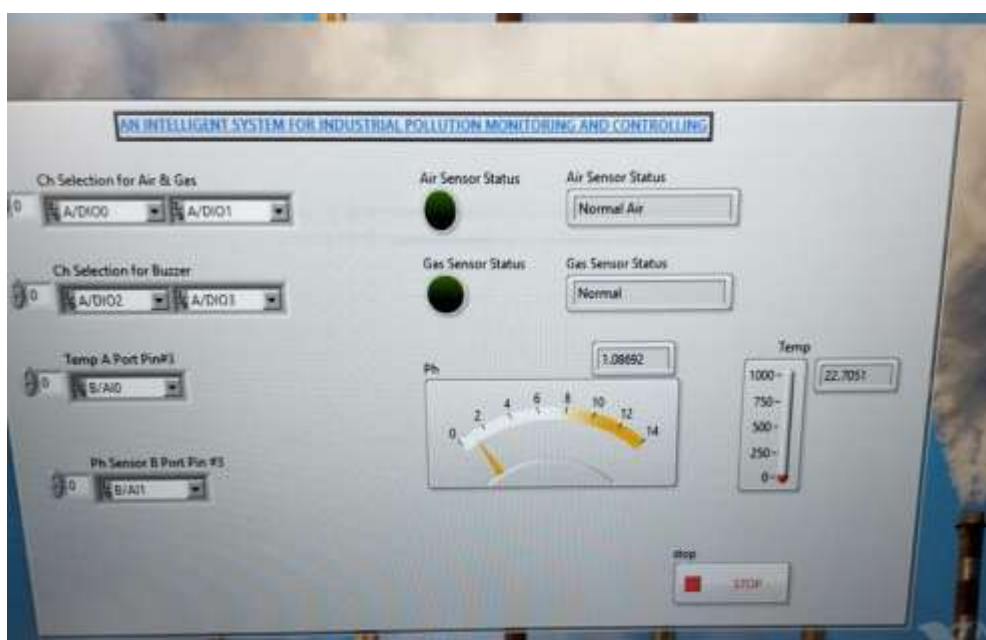 AN INTELLIGENT SYSTEM FOR INDUSTRIAL POLLUTION MONITORING AND CONTROLLING
Ch Selection for Air & Gas
0 A/DIO0 A/DIO1
Air Sensor Status
Air Sensor Status
Normal Air
Ch Selection for Buzzer
0 A/DIO2 A/DIO3
Gas Sensor Status
Gas Sensor Status
Normal
Temp A Port Pin#3
0 B/AI0
Ph Sensor B Port Pin #3
0 B/AI1
Ph
1.08692
0 2 4 6 8 10 12 14
Temp
22.7051
1000
750
500
250
0
stop
STOP